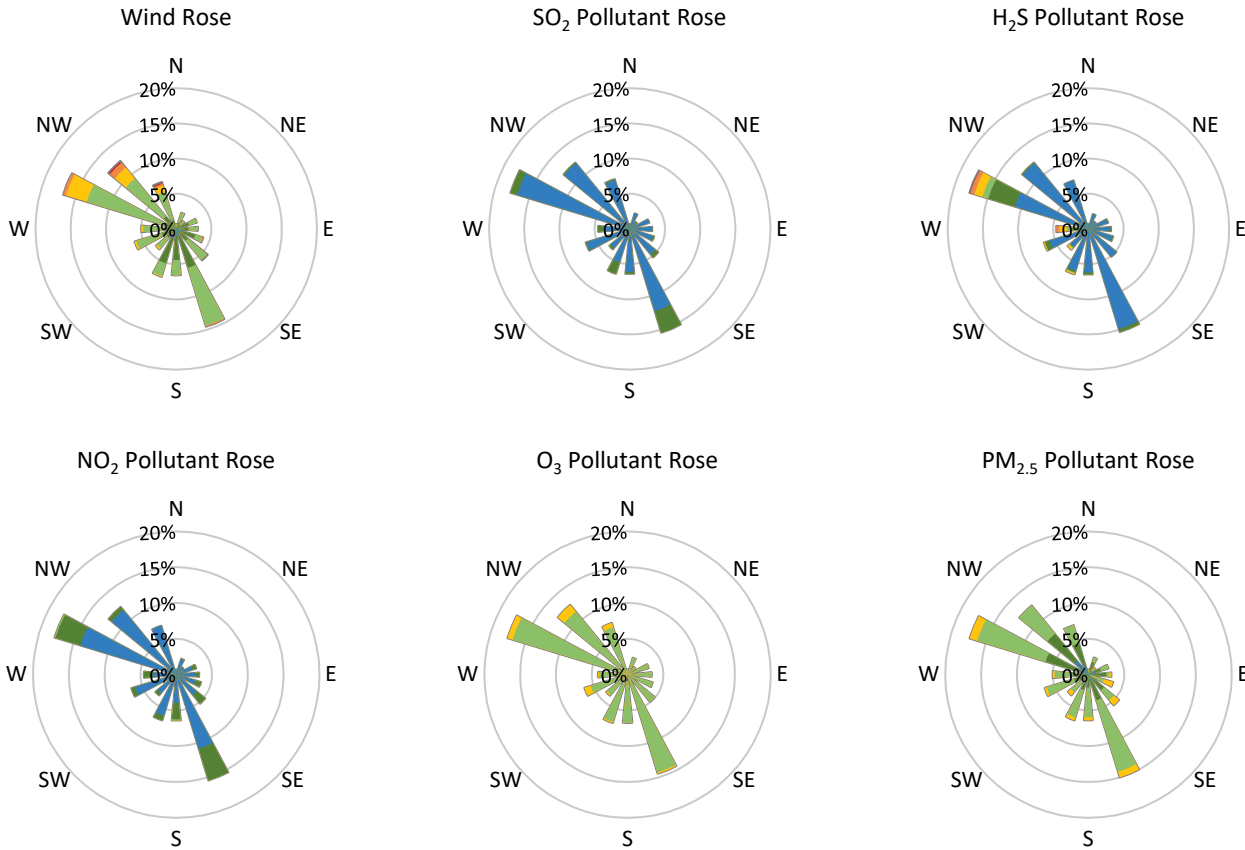 Wind Rose
N
20%
15%
10%
5%
0%
NW
NE
W
E
SW
SE
S
SO₂ Pollutant Rose
N
20%
15%
10%
5%
0%
NW
NE
W
E
SW
SE
S
H₂S Pollutant Rose
N
20%
15%
10%
5%
0%
NW
NE
W
E
SW
SE
S
NO₂ Pollutant Rose
N
20%
15%
10%
5%
0%
NW
NE
W
E
SW
SE
S
O₃ Pollutant Rose
N
20%
15%
10%
5%
0%
NW
NE
W
E
SW
SE
S
PM₂.₅ Pollutant Rose
N
20%
15%
10%
5%
0%
NW
NE
W
E
SW
SE
S